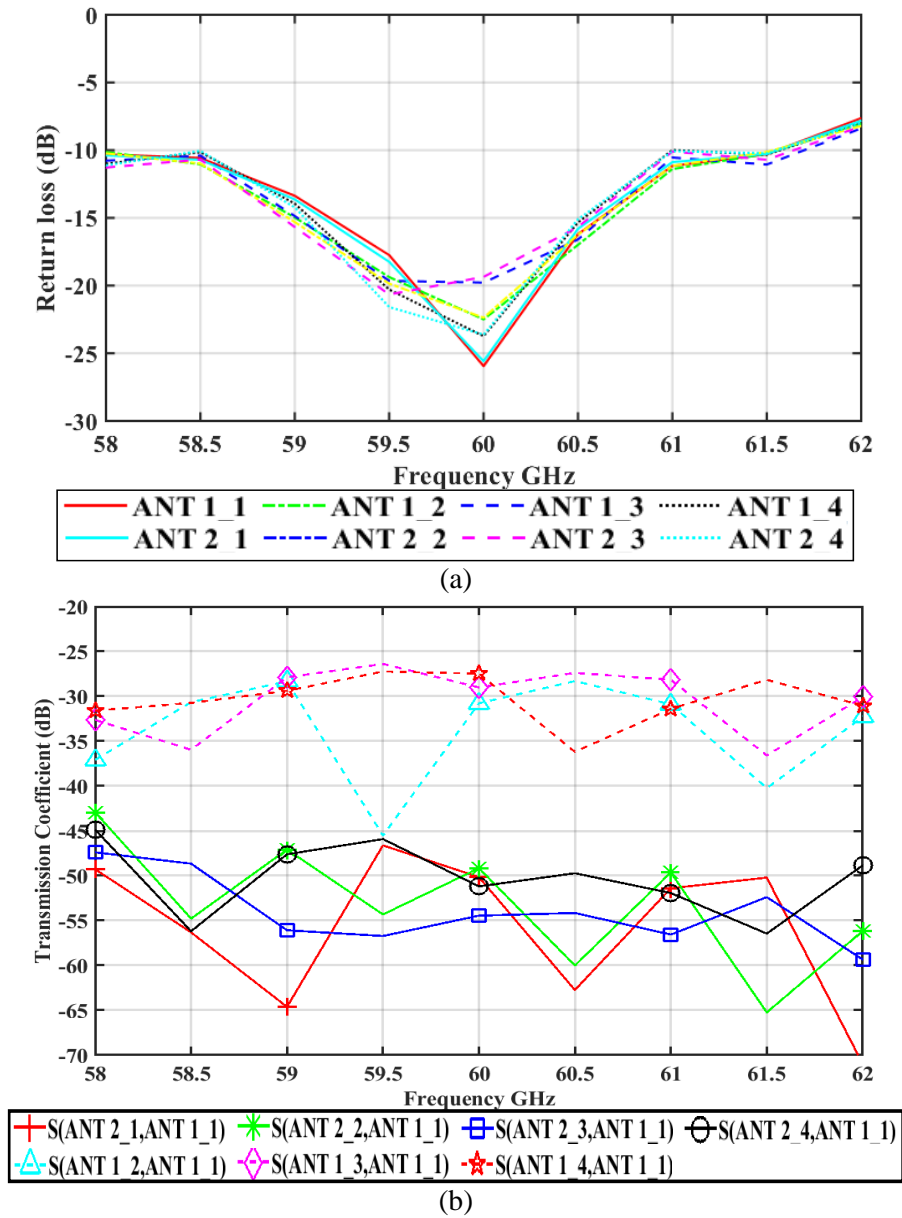 0
-5
-10
-15
-20
-25
-30
Return loss (dB)
58 58.5 59 59.5 60 60.5 61 61.5 62
Frequency GHz
ANT 1_1 ANT 1_2 ANT 1_3 ANT 1_4
ANT 2_1 ANT 2_2 ANT 2_3 ANT 2_4
(a)
-20
-25
-30
-35
-40
-45
-50
-55
-60
-65
-70
Transmission Coefficient (dB)
58 58.5 59 59.5 60 60.5 61 61.5 62
Frequency GHz
S(ANT 2_1,ANT 1_1) S(ANT 2_2,ANT 1_1) S(ANT 2_3,ANT 1_1) S(ANT 2_4,ANT 1_1)
S(ANT 1_2,ANT 1_1) S(ANT 1_3,ANT 1_1) S(ANT 1_4,ANT 1_1)
(b)